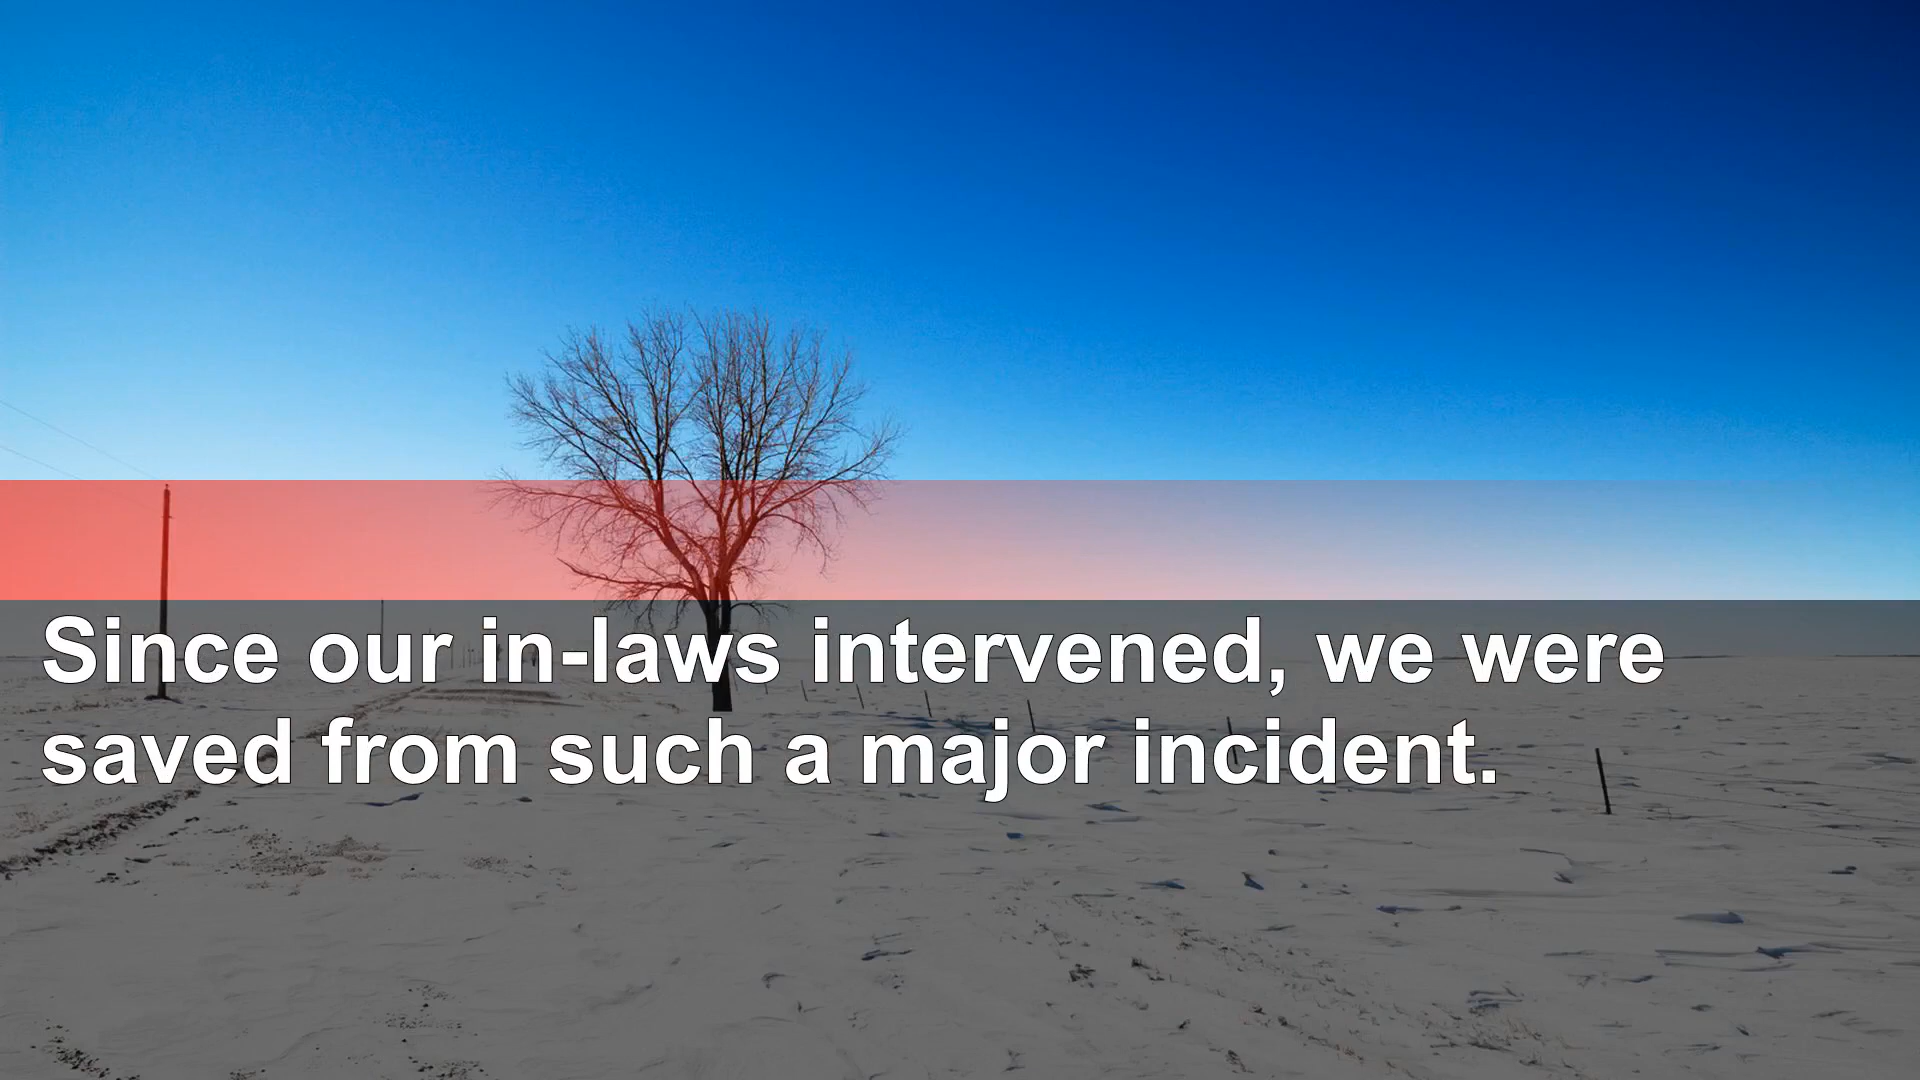 Since our in-laws intervened, we were
saved from such a major incident.